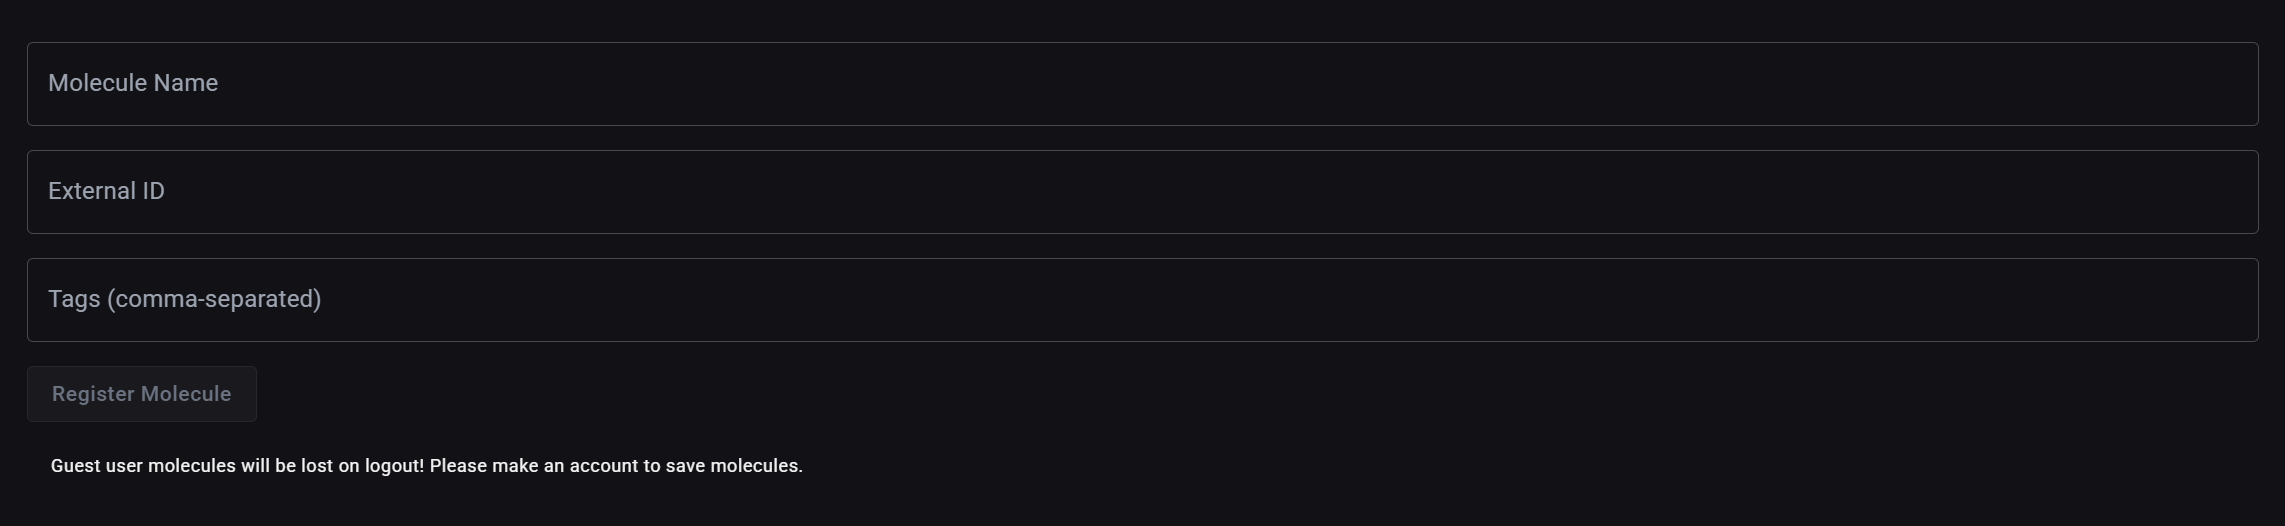 Molecule Name
External ID
Tags (comma-separated)
Register Molecule
Guest user molecules will be lost on logout! Please make an account to save molecules.